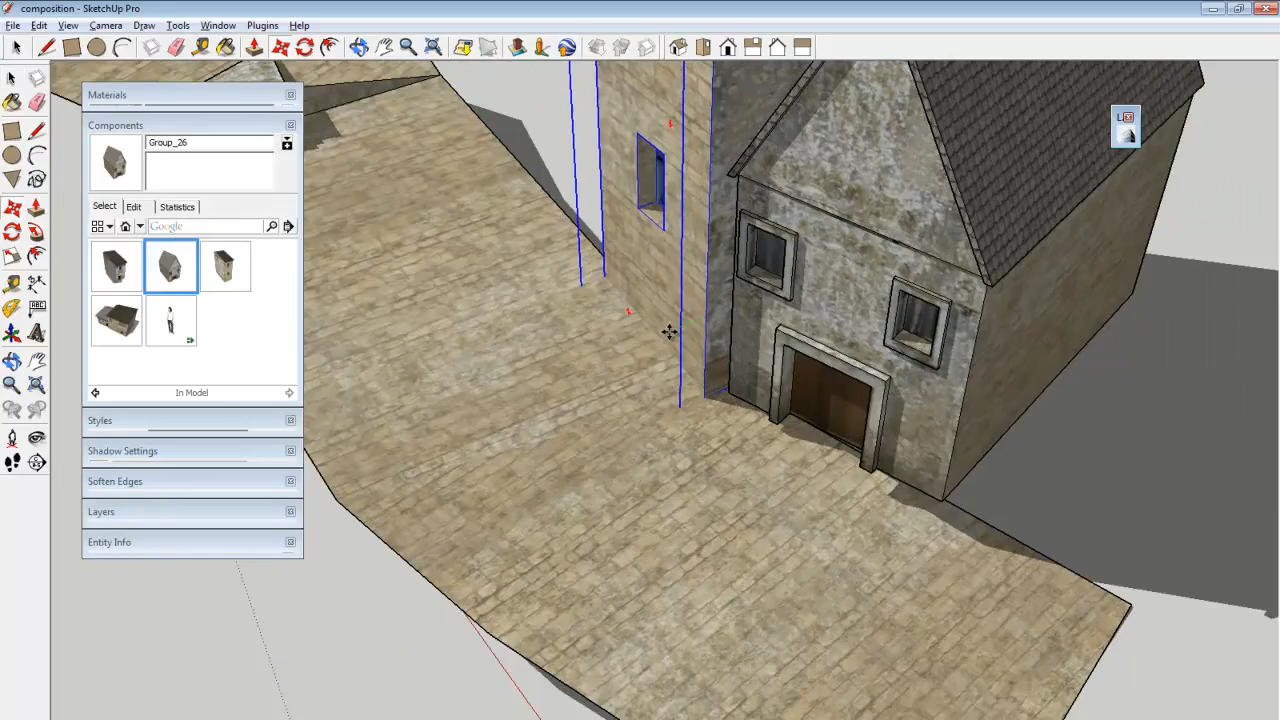 composition - SketchUp Pro
File Edit View Camera Draw Tools Window Plugins Help
Materials
Components
Group_26
Select Edit Statistics
Google
In Model
Styles
Shadow Settings
Soften Edges
Layers
Entity Info